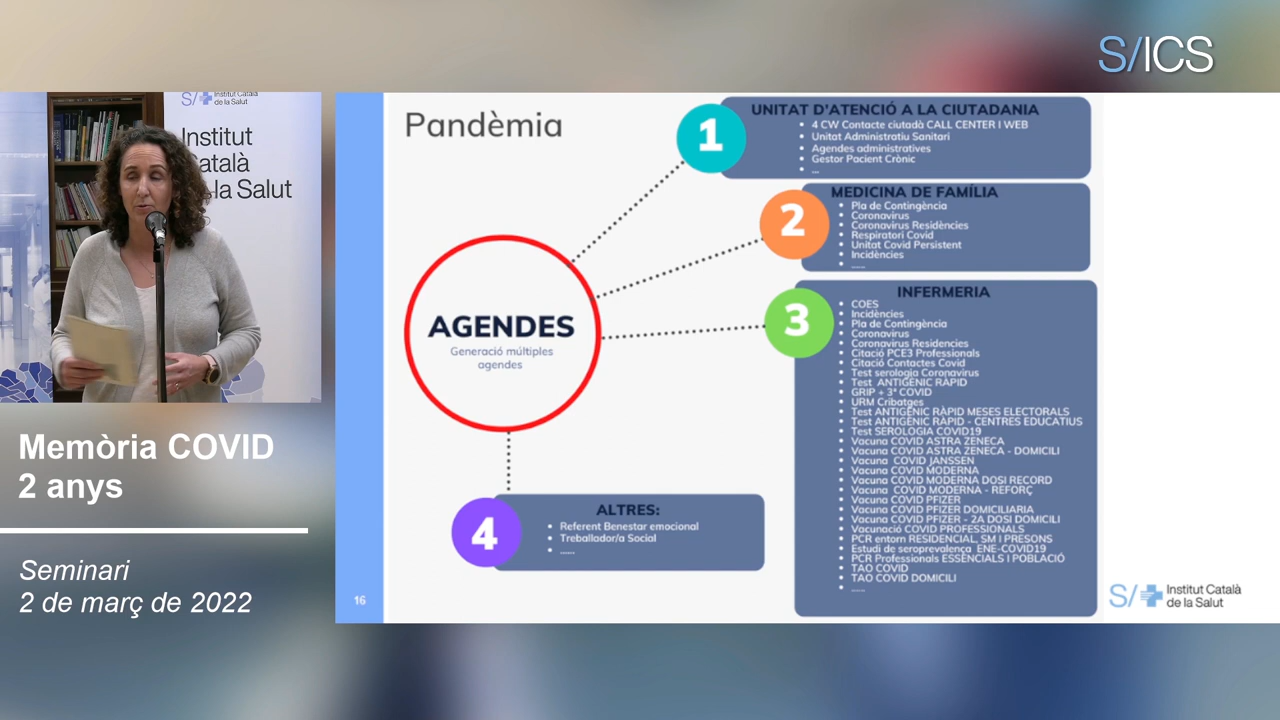 S/ICS
S/ Institut Català
de la Salut
Institut
Català
la Salut
Memòria COVID
2 anys
Seminari
2 de març de 2022
Pandèmia
AGENDES
Generació múltiples
agendes
1
UNITAT D'ATENCIÓ A LA CIUTADANIA
• 4 CW Contacte ciutadà CALL CENTER I WEB
• Unitat Administratiu Sanitari
• Agendes administratives
• Gestor Pacient Crònic
• ...
2
MEDICINA DE FAMÍLIA
• Pla de Contingència
• Coronavirus
• Coronavirus Residències
• Respiratori Covid
• Unitat Covid Persistent
• Incidències
• ......
3
INFERMERIA
• COES
• Incidències
• Pla de Contingència
• Coronavirus
• Coronavirus Residencies
• Citació PCE3 Professionals
• Citació Contactes Covid
• Test serologia Coronavirus
• Test ANTIGÈNIC RÀPID
• GRIP + 3ª COVID
• URM Cribatges
• Test ANTIGÈNIC RÀPID MESES ELECTORALS
• Test ANTIGÈNIC RÀPID - CENTRES EDUCATIUS
• Test SEROLOGIA COVID19
• Vacuna COVID ASTRA ZENECA
• Vacuna COVID ASTRA ZENECA - DOMICILI
• Vacuna COVID JANSSEN
• Vacuna COVID MODERNA
• Vacuna COVID MODERNA DOSI RECORD
• Vacuna COVID MODERNA - REFORÇ
• Vacuna COVID PFIZER
• Vacuna COVID PFIZER DOMICILIARIA
• Vacuna COVID PFIZER - 2A DOSI DOMICILI
• Vacunació COVID PROFESSIONALS
• PCR entorn RESIDENCIAL, SM I PRESONS
• Estudi de seroprevalença ENE-COVID19
• PCR Professionals ESSENCIALS I POBLACIÓ
• TAO COVID
• TAO COVID DOMICILI
• ......
4
ALTRES:
• Referent Benestar emocional
• Treballador/a Social
• ......
16
S/ Institut Català
de la Salut